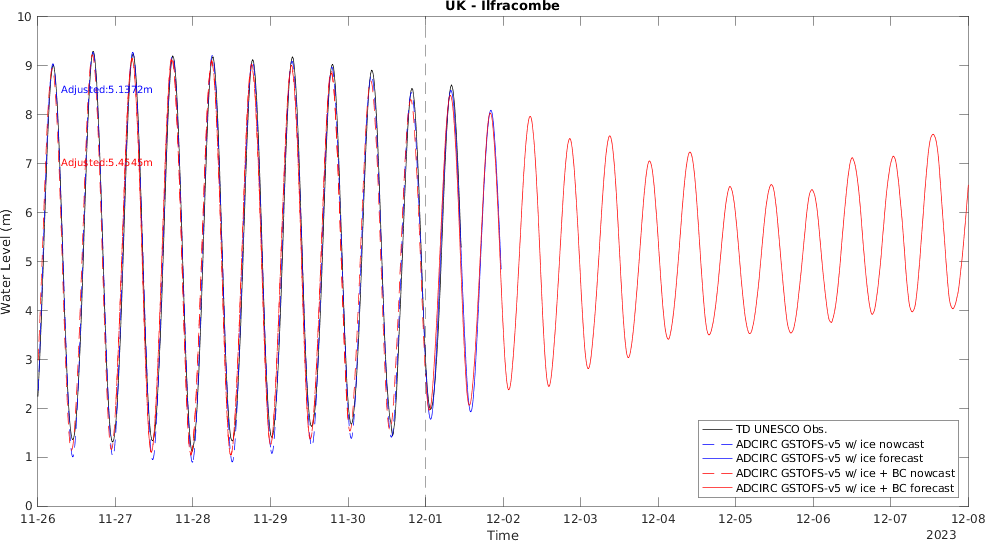 UK - Ilfracombe
10
9
8
7
6
5
4
3
2
1
0
Water Level (m)
Adjusted:5.1372m
Adjusted:5.4545m
TD UNESCO Obs.
ADCIRC GSTOFS-v5 w/ ice nowcast
ADCIRC GSTOFS-v5 w/ ice forecast
ADCIRC GSTOFS-v5 w/ ice + BC nowcast
ADCIRC GSTOFS-v5 w/ ice + BC forecast
11-26 11-27 11-28 11-29 11-30 12-01 12-02 12-03 12-04 12-05 12-06 12-07 12-08
Time
2023